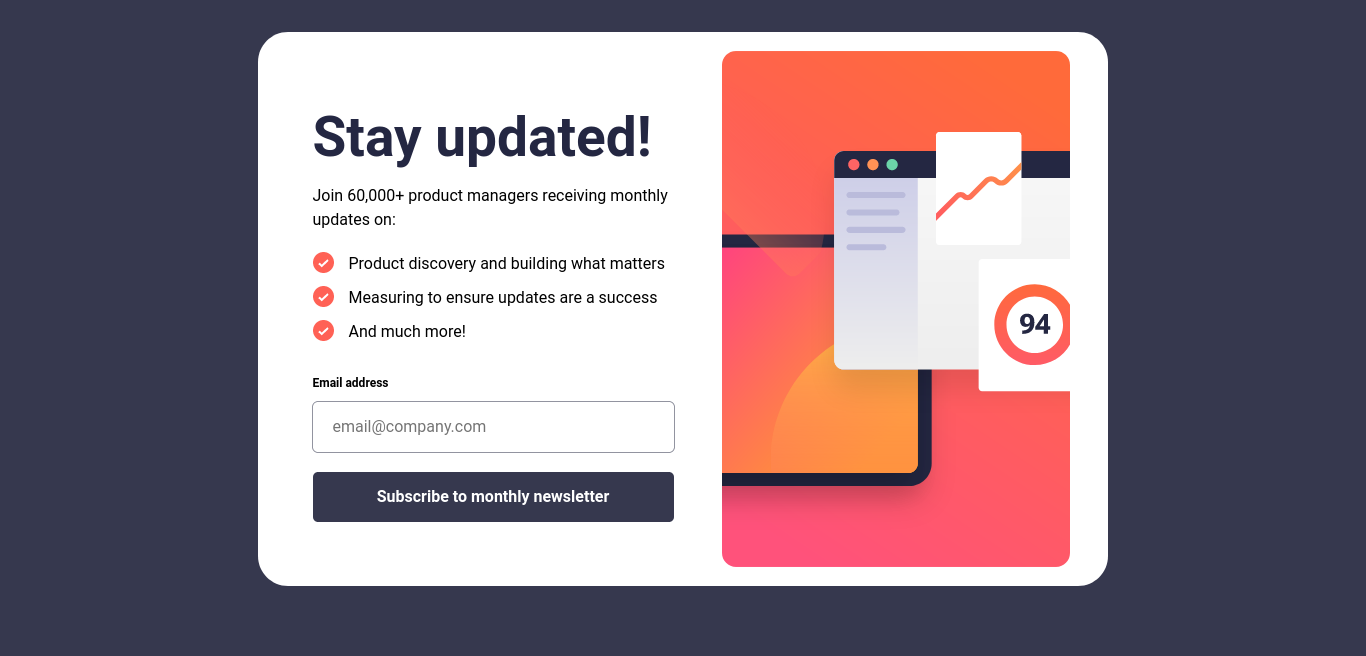 Stay updated!
Join 60,000+ product managers receiving monthly
updates on:
Product discovery and building what matters
Measuring to ensure updates are a success
And much more!
Email address
email@company.com
Subscribe to monthly newsletter
94